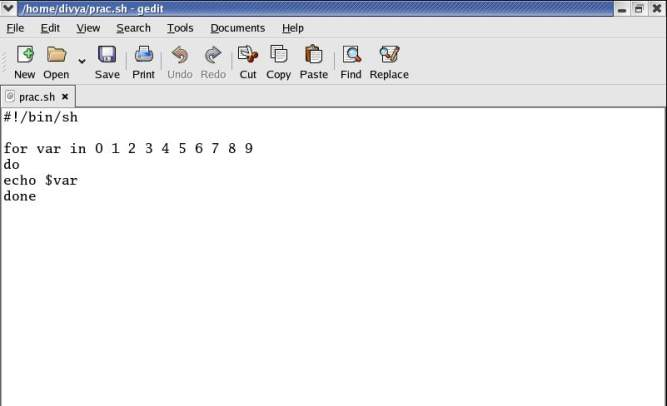 /home/divya/prac.sh - gedit
File Edit View Search Tools Documents Help
New Open Save Print Undo Redo Cut Copy Paste Find Replace
prac.sh
#!/bin/sh
for var in 0 1 2 3 4 5 6 7 8 9
do
echo $var
done